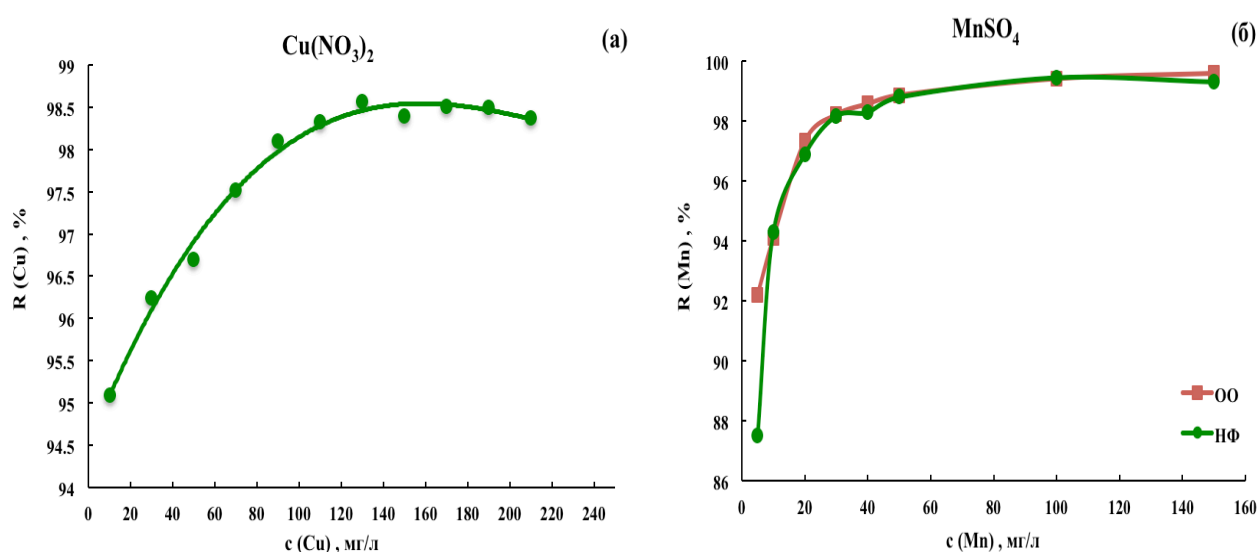 Cu(NO3)2
(а)
99
98.5
98
97.5
97
96.5
96
95.5
95
94.5
94
R (Cu) , %
0 20 40 60 80 100 120 140 160 180 200 220 240
c (Cu) , мг/л
MnSO4
(б)
100
98
96
94
92
90
88
86
R (Mn) , %
ОО
НФ
0 20 40 60 80 100 120 140 160
c (Mn) , мг/л